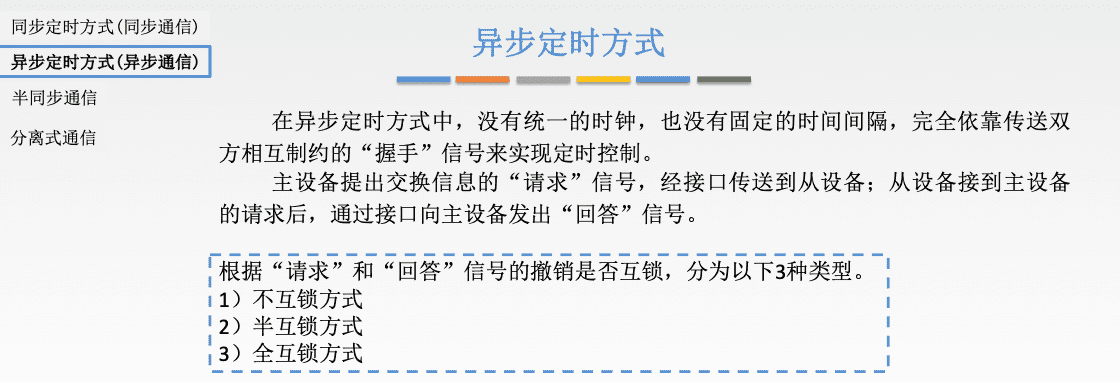 同步定时方式(同步通信)
异步定时方式(异步通信)
半同步通信
分离式通信
异步定时方式
在异步定时方式中，没有统一的时钟，也没有固定的时间间隔，完全依靠传送双
方相互制约的“握手”信号来实现定时控制。
主设备提出交换信息的“请求”信号，经接口传送到从设备；从设备接到主设备
的请求后，通过接口向主设备发出“回答”信号。
根据“请求”和“回答”信号的撤销是否互锁，分为以下3种类型。
1）不互锁方式
2）半互锁方式
3）全互锁方式